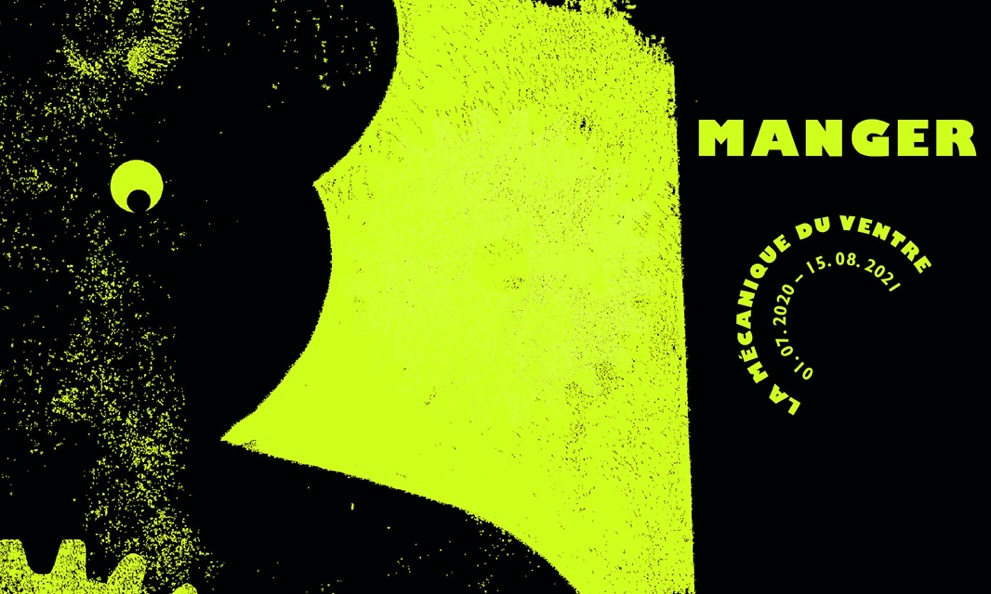 MANGER
LA MÉCANIQUE DU VENTRE
01.07.2020 – 15.08.2021